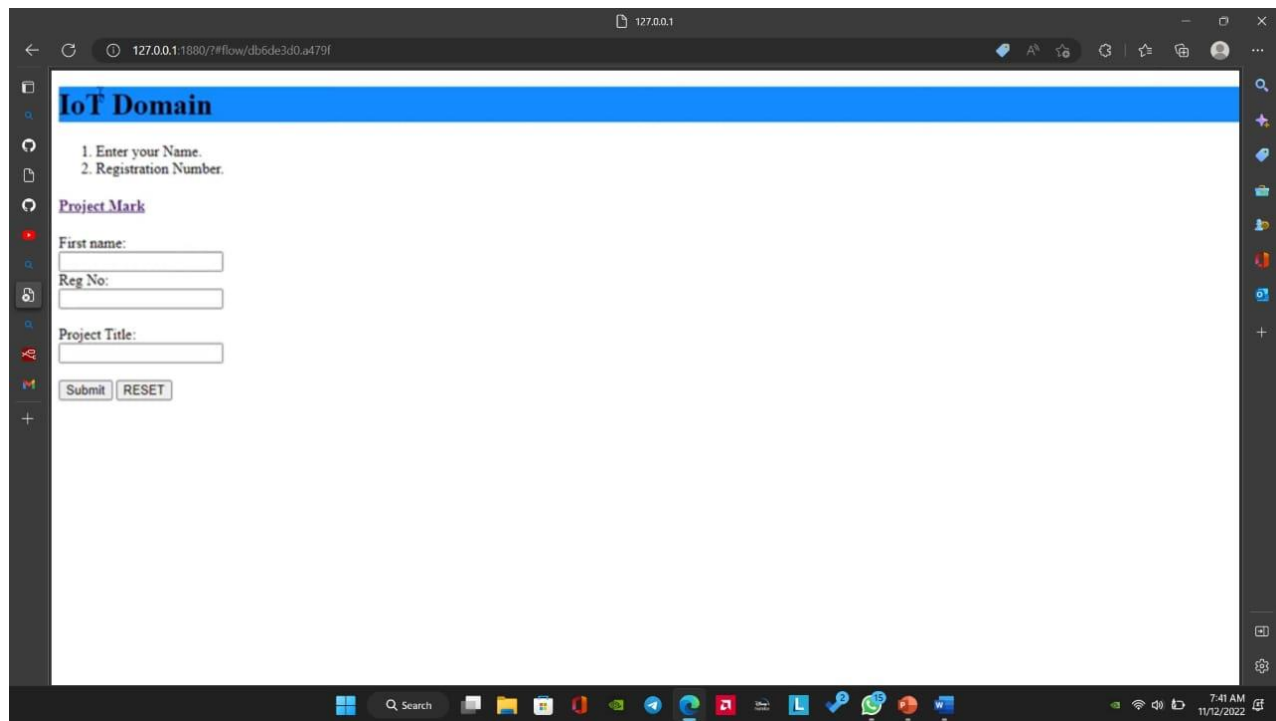 127.0.0.1
127.0.0.1:1880/?#flow/db6de3d0.a479f
IoT Domain
1. Enter your Name.
2. Registration Number.
Project Mark
First name:
Reg No:
Project Title:
Submit RESET
Search
2
15
7:41 AM
11/12/2022